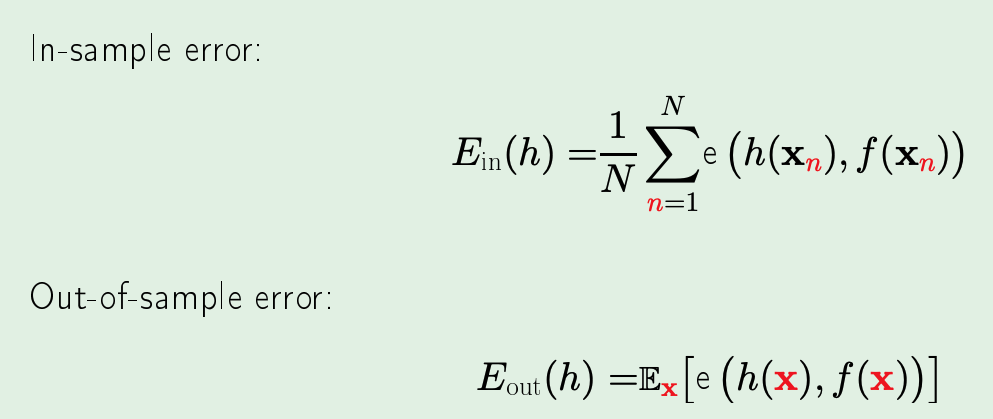 In-sample error:
E_in(h) = 1/N ∑_{n=1}^{N} e(h(x_n), f(x_n))
Out-of-sample error:
E_out(h) = 𝔼_x[e(h(x), f(x))]